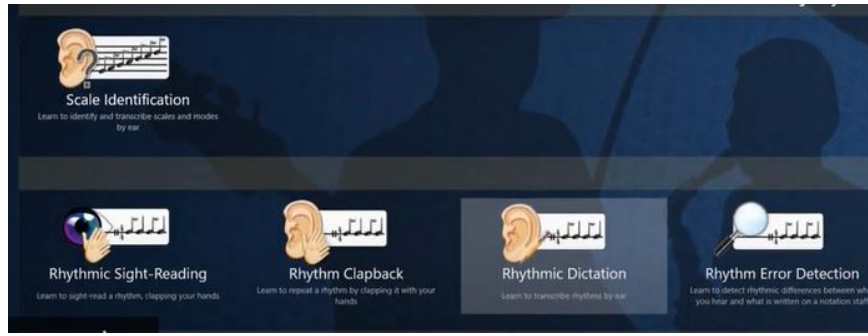 Scale Identification
Learn to identify and transcribe scales and modes
by ear
Rhythmic Sight-Reading
Learn to sight-read a rhythm, clapping your hands
Rhythm Clapback
Learn to repeat a rhythm by clapping it with your
hands
Rhythmic Dictation
Learn to transcribe rhythms by ear
Rhythm Error Detection
Learn to detect rhythmic differences between
you hear and what is written on a notation staff